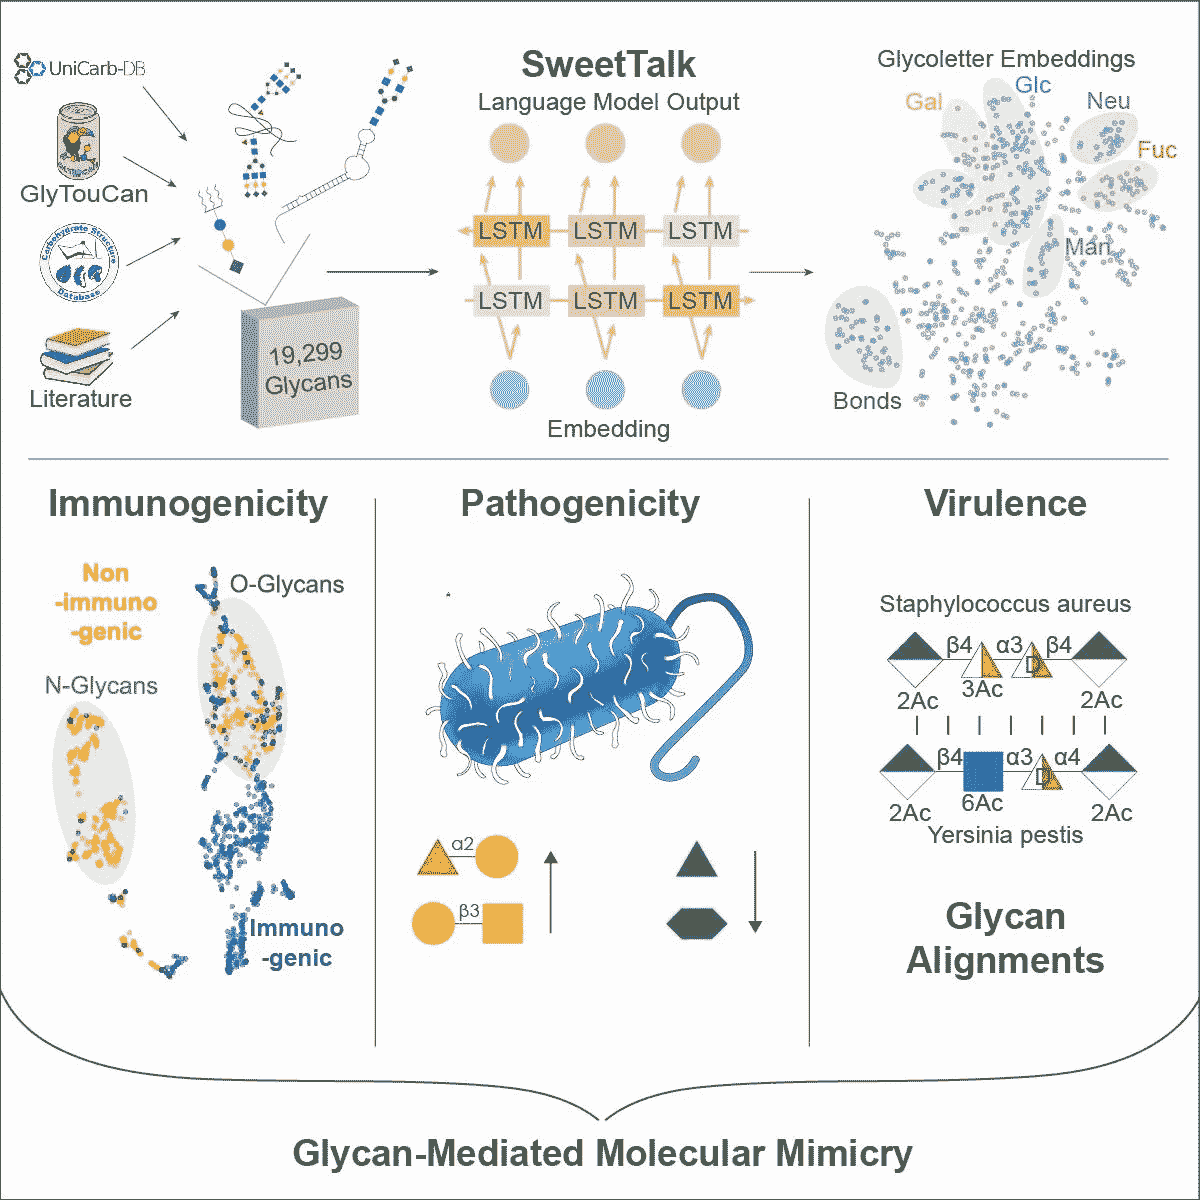 UniCarb-DB
GlyTouCan
Carbohydrate Structure
Database
Literature
19,299
Glycans
SweetTalk
Language Model Output
LSTM LSTM LSTM
LSTM LSTM LSTM
Embedding
Glycoletter Embeddings
Gal
Glc
Neu
Fuc
Man
Bonds
Immunogenicity
Non
-immuno
-genic
O-Glycans
N-Glycans
Immuno
-genic
Pathogenicity
α2
β3
Virulence
Staphylococcus aureus
β4 α3 β4
D
2Ac 3Ac 2Ac
β4 α3 α4
D
2Ac 6Ac 2Ac
Yersinia pestis
Glycan
Alignments
Glycan-Mediated Molecular Mimicry